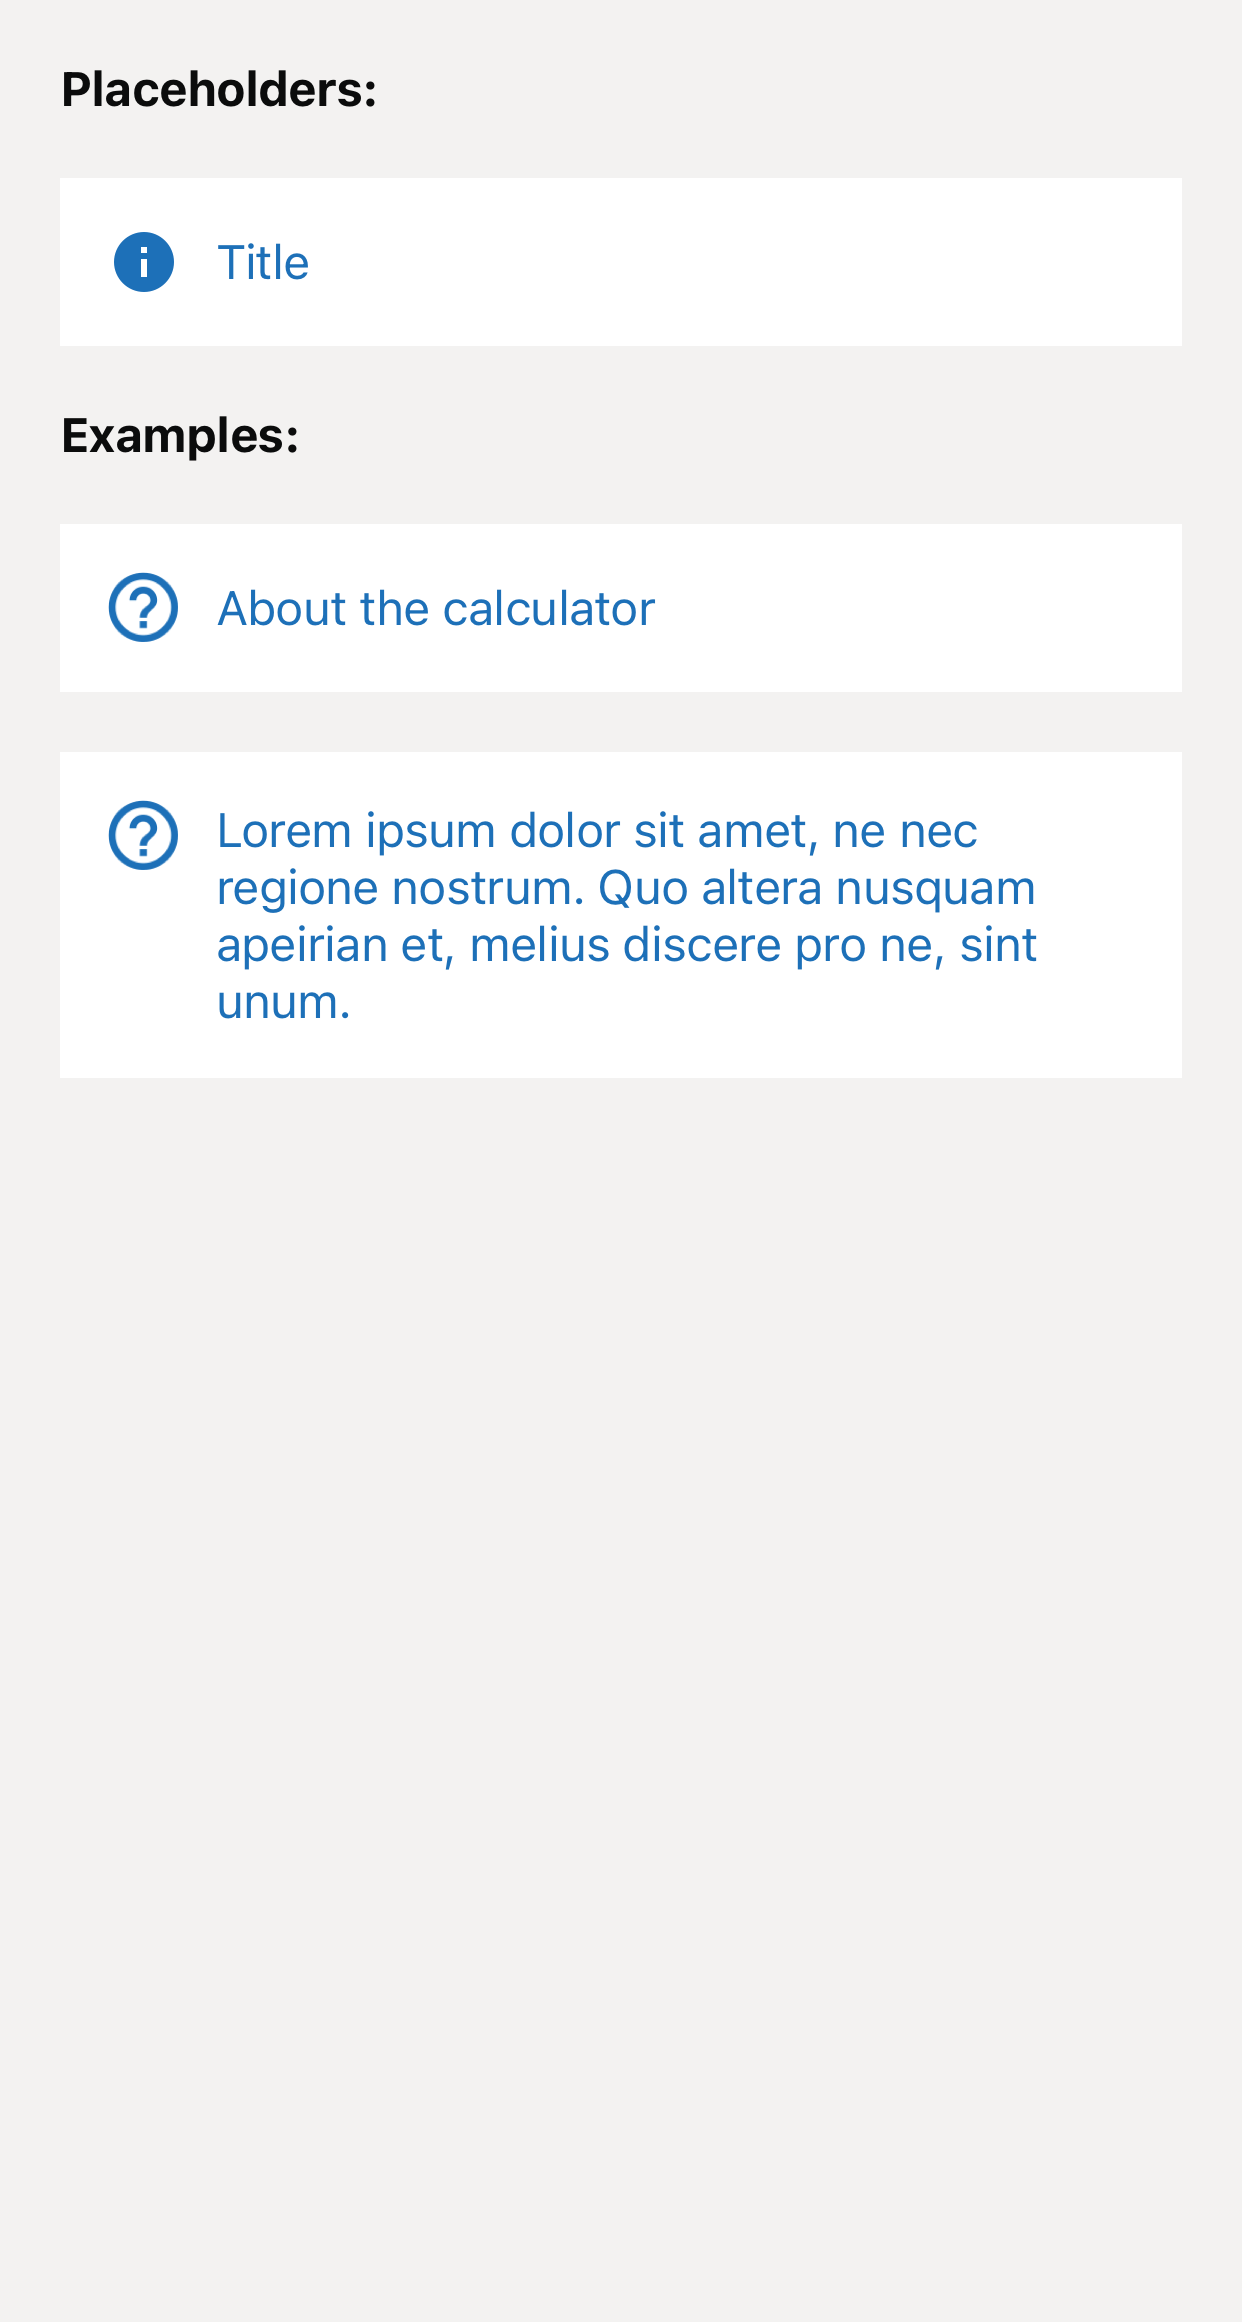 Placeholders:
Title
Examples:
About the calculator
Lorem ipsum dolor sit amet, ne nec
regione nostrum. Quo altera nusquam
apeirian et, melius discere pro ne, sint
unum.